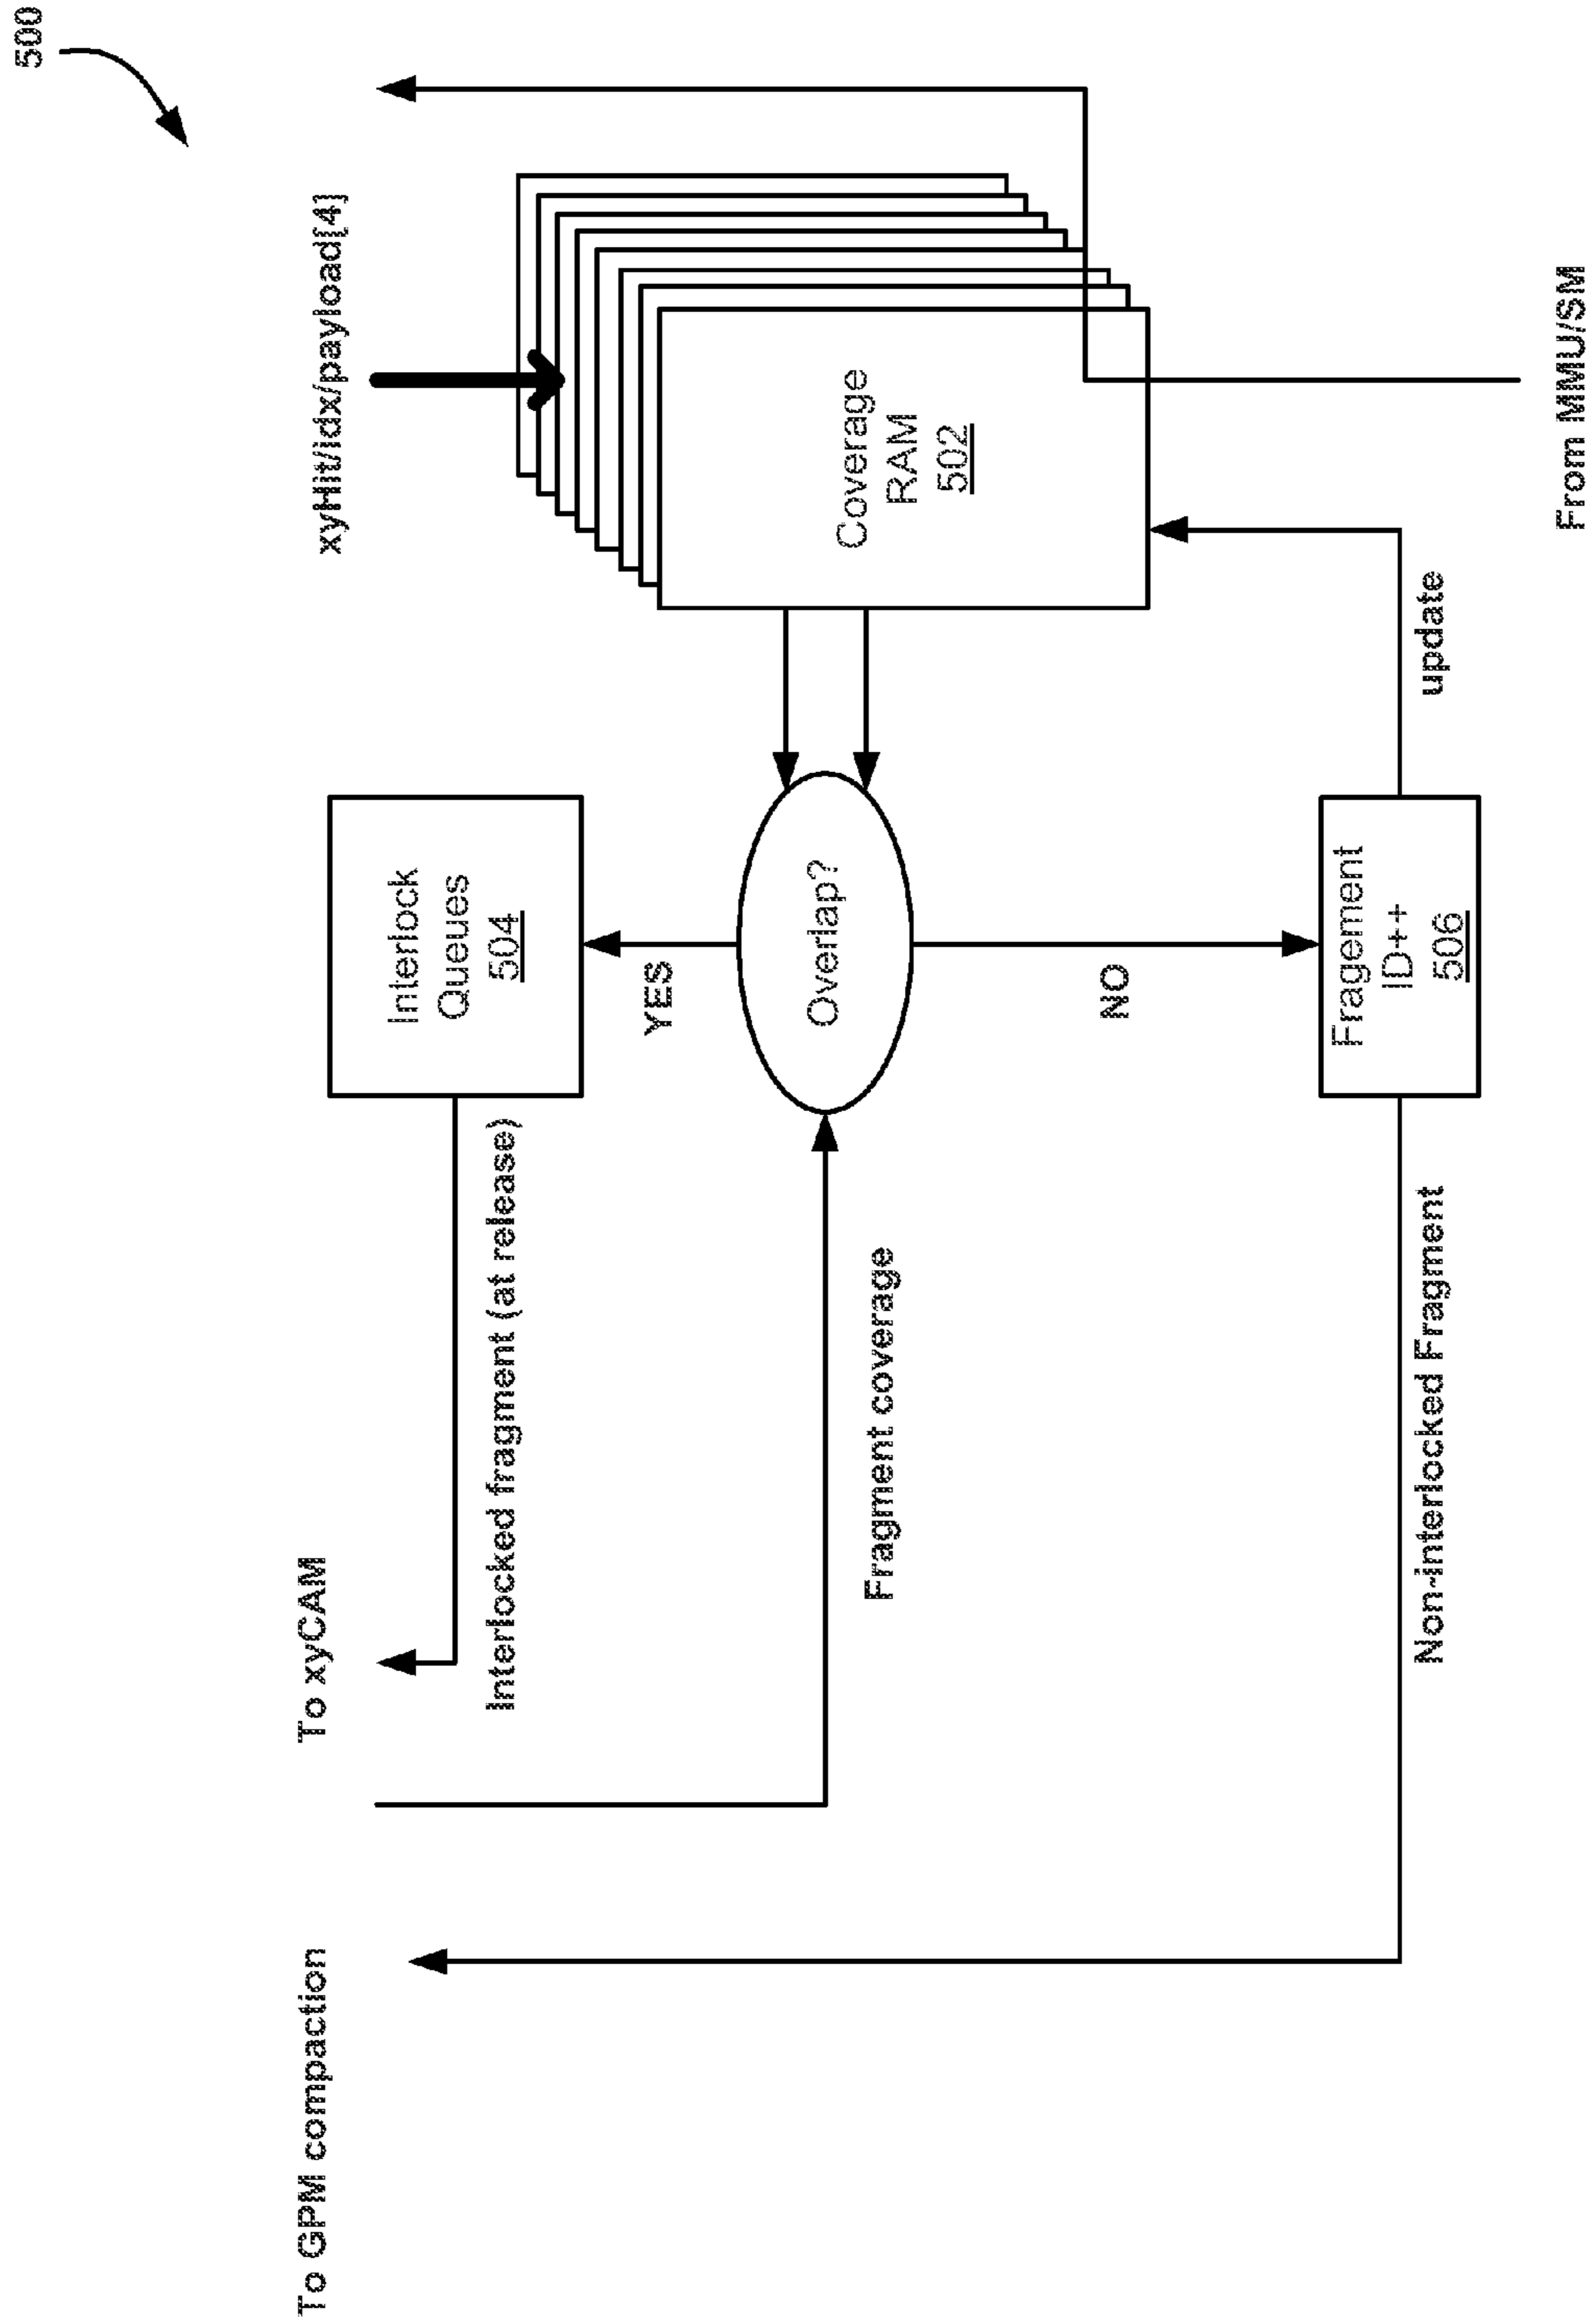 500
To GPM compaction
To xyCAM
xyHit/idx/payload[4]
Interlocked fragment (at release)
Interlock
Queues
504
YES
Fragment coverage
Overlap?
Coverage
RAM
502
NO
Non-interlocked Fragment
Fragement
ID++
506
update
From MMU/SM